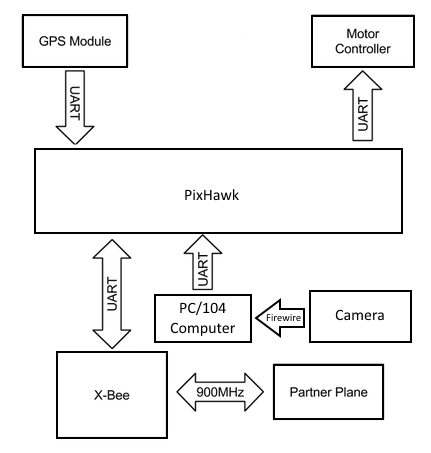 GPS Module
Motor
Controller
UART
UART
PixHawk
UART
UART
PC/104
Computer
Firewire
Camera
X-Bee
900MHz
Partner Plane